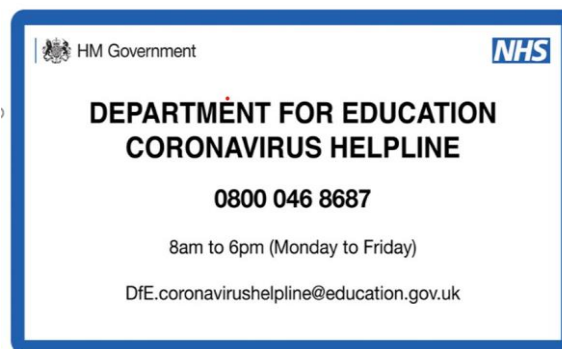 HM Government
NHS
DEPARTMENT FOR EDUCATION
CORONAVIRUS HELPLINE
0800 046 8687
8am to 6pm (Monday to Friday)
DfE.coronavirushelpline@education.gov.uk